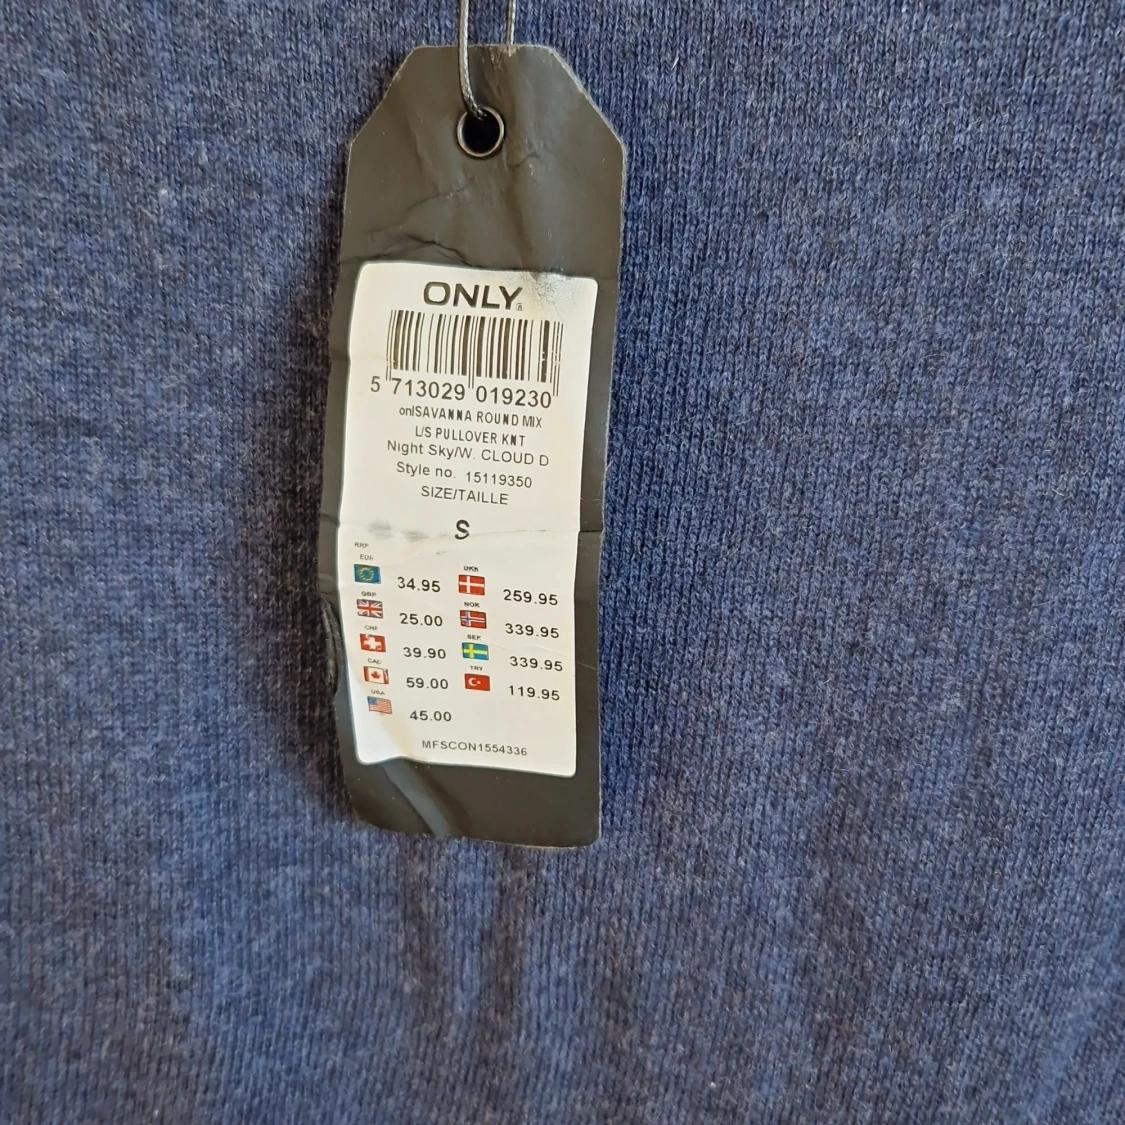 ONLY
5 713029 019230
onlSAVANNA ROUND MIX
L/S PULLOVER KNT
Night Sky/W. CLOUD D
Style no. 15119350
SIZE/TAILLE
S
RRP
EUR 34.95 DKK 259.95
GBP 25.00 NOK 339.95
CHF 39.90 SEK 339.95
CAD 59.00 TRY 119.95
USA 45.00
MFSCON1554336